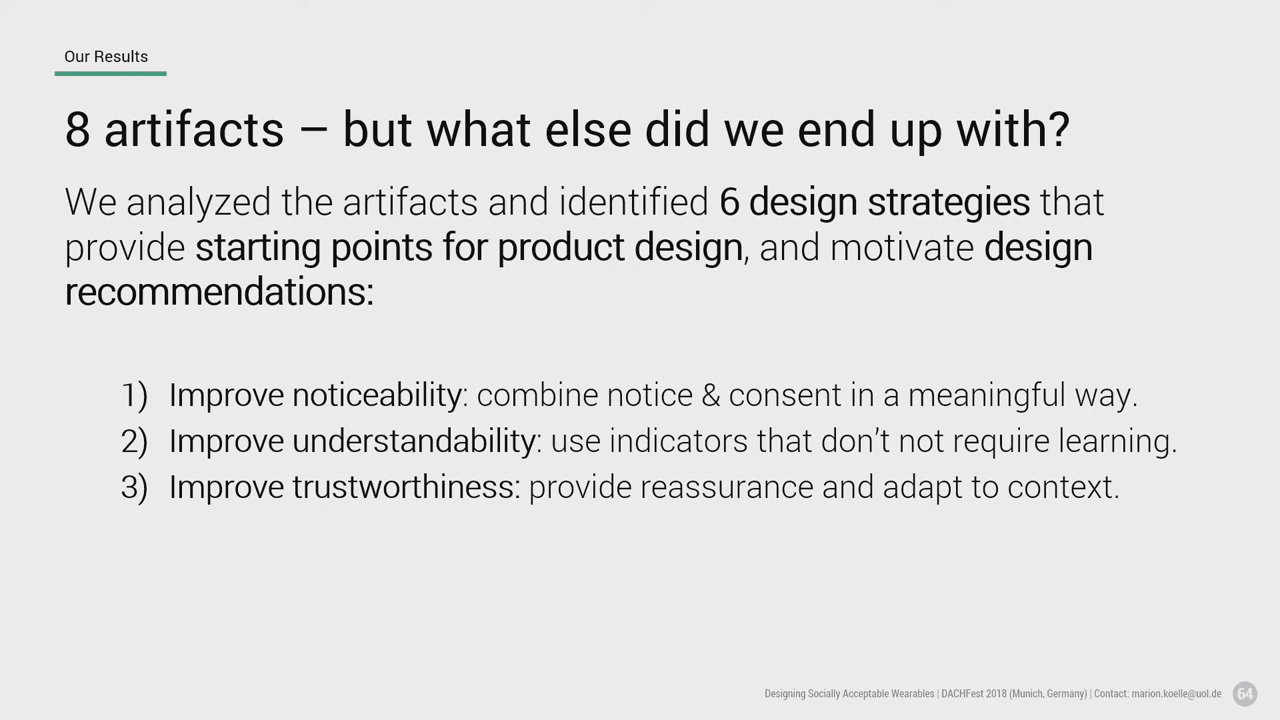 Our Results
8 artifacts – but what else did we end up with?
We analyzed the artifacts and identified 6 design strategies that
provide starting points for product design, and motivate design
recommendations:
1) Improve noticeability: combine notice & consent in a meaningful way.
2) Improve understandability: use indicators that don’t not require learning.
3) Improve trustworthiness: provide reassurance and adapt to context.
Designing Socially Acceptable Wearables | DACHFest 2018 (Munich, Germany) | Contact: marion.koelle@uol.de 64